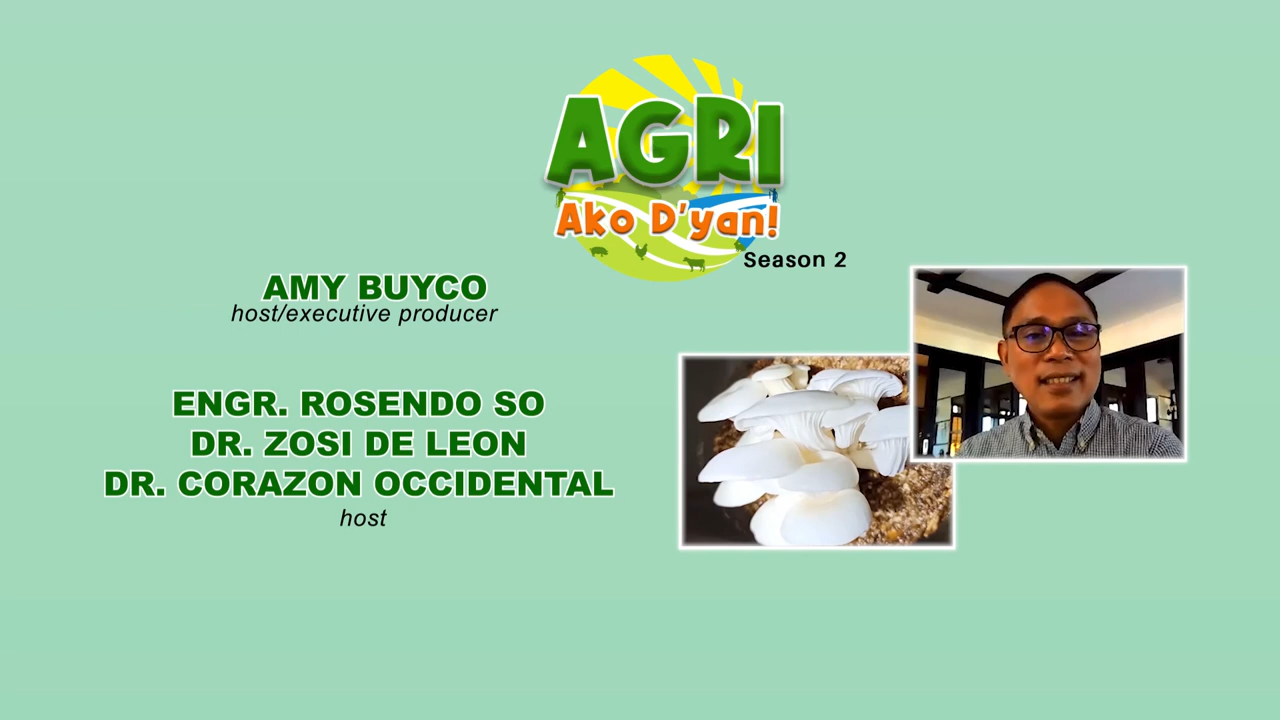 AGRI
Ako D'yan!
Season 2
AMY BUYCO
host/executive producer
ENGR. ROSENDO SO
DR. ZOSI DE LEON
DR. CORAZON OCCIDENTAL
host